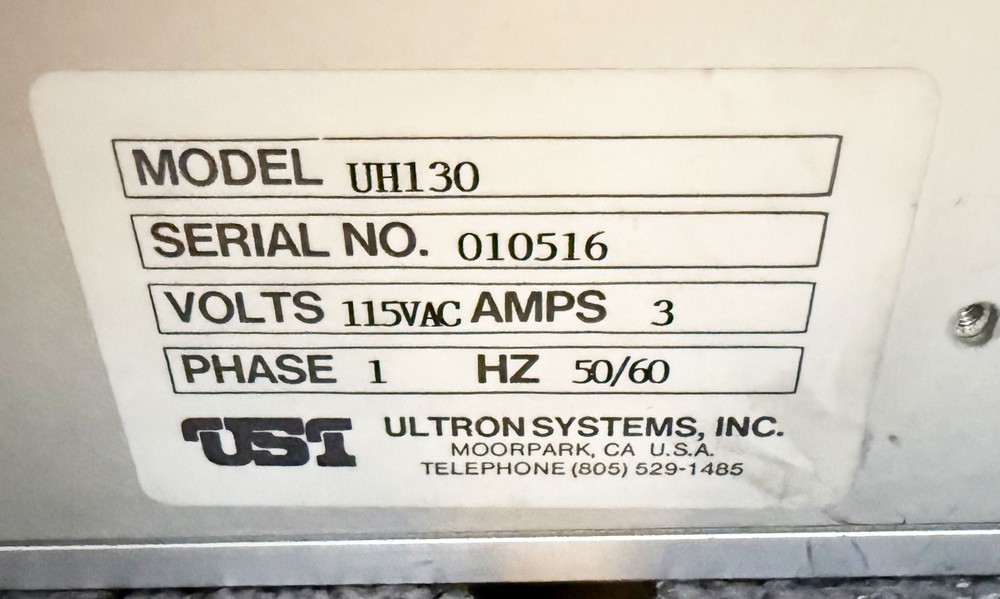 MODEL UH130
SERIAL NO. 010516
VOLTS 115VAC AMPS 3
PHASE 1 HZ 50/60
USI ULTRON SYSTEMS, INC.
MOORPARK, CA U.S.A.
TELEPHONE (805) 529-1485